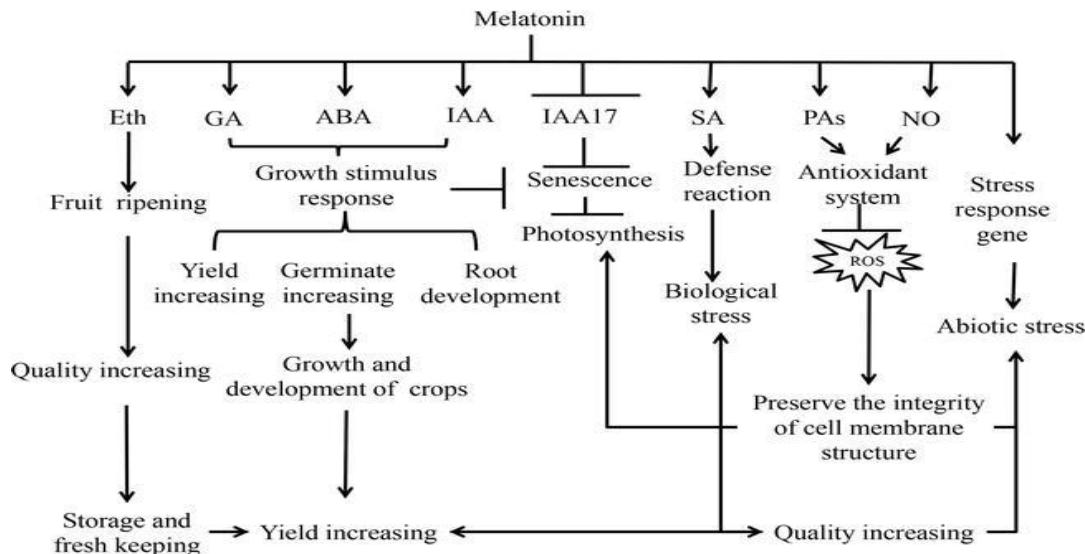 Melatonin
Eth GA ABA IAA IAA17 SA PAs NO
Fruit ripening
Growth stimulus
response
Senescence
Photosynthesis
Defense
reaction
Antioxidant
system
Stress
response
gene
ROS
Yield
increasing
Germinate
increasing
Root
development
Biological
stress
Abiotic stress
Quality increasing
Growth and
development of crops
Preserve the integrity
of cell membrane
structure
Storage and
fresh keeping
Yield increasing
Quality increasing